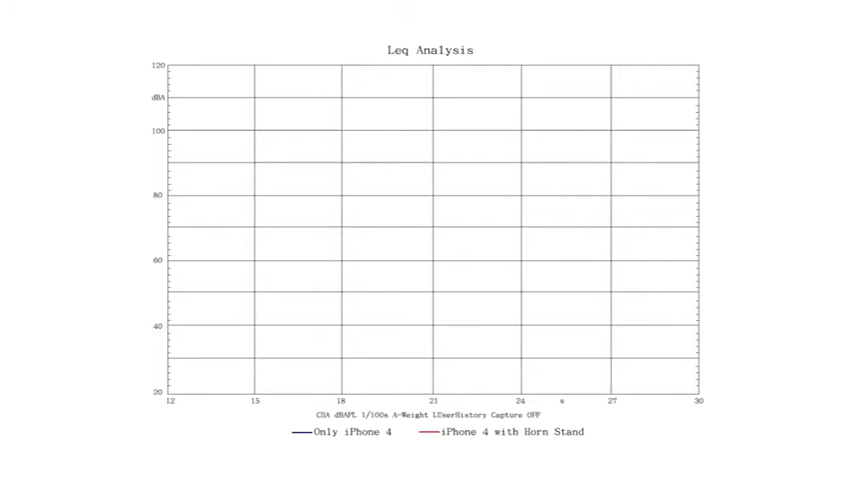 Leq Analysis
120
dBA
100
80
60
40
20
12 15 18 21 24 s 27 30
CHA dBAPL 1/100s A-Weight LUserHistory Capture OFF
Only iPhone 4 iPhone 4 with Horn Stand